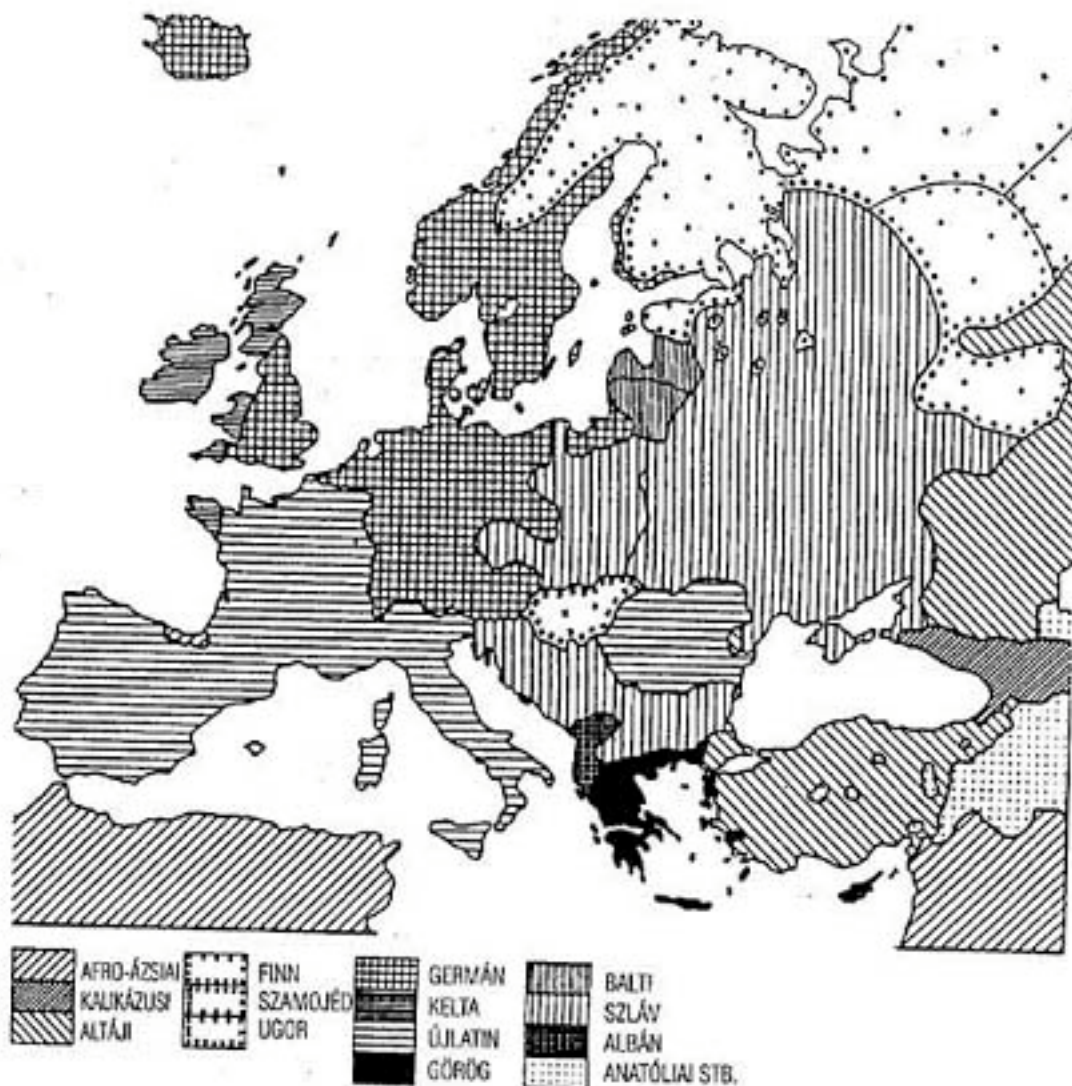 AFRO-ÁZSIAI
KAUKÁZUSI
ALTÁJI
FINN
SZAMOJÉD
UGOR
GERMÁN
KELTA
ÚJLATIN
GÖRÖG
BALTI
SZLÁV
ALBÁN
ANATÓLIAI STB.